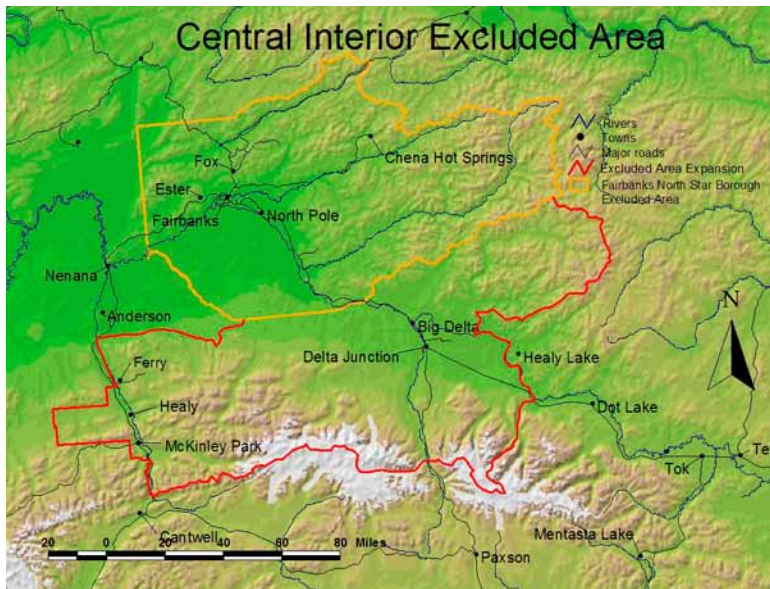 Central Interior Excluded Area
Rivers
Towns
Major roads
Excluded Area Expansion
Fairbanks North Star Borough
Excluded Area
Fox
Chena Hot Springs
Ester
Fairbanks
North Pole
Nenana
N
Anderson
Big Delta
Delta Junction
Healy Lake
Ferry
Healy
Dot Lake
McKinley Park
Te
Tok
Cantwell
Mentasta Lake
Paxson
20 0 20 40 60 80 Miles